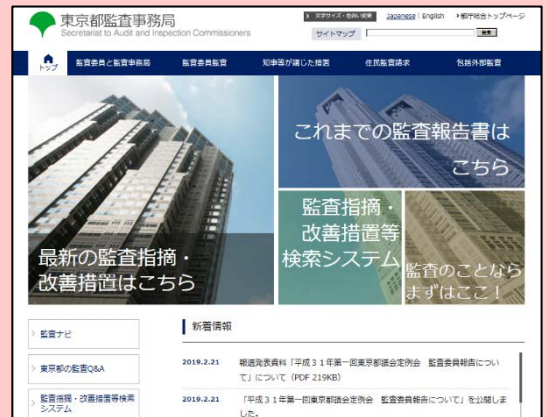 東京都監査事務局
Secretariat to Audit and Inspection Commissioners
文字サイズ・色合い変更 Japanese | English >都庁総合トップページ
サイトマップ 検索
トップ 監査委員と監査事務局 監査委員監査 知事等が講じた措置 住民監査請求 包括外部監査
これまでの監査報告書は
こちら
最新の監査指摘・
改善措置はこちら
監査指摘・
改善措置等
検索システム
監査のことなら
まずはここ！
> 監査ナビ
> 東京都の監査Q&A
> 監査指摘・改善措置等検索
システム
新着情報
2019.2.21 報道発表資料「平成３１年第一回東京都議会定例会 監査委員報告につい
て」について（PDF 219KB）
2019.2.21 「平成３１年第一回東京都議会定例会 監査委員報告について」を公開しま
した。